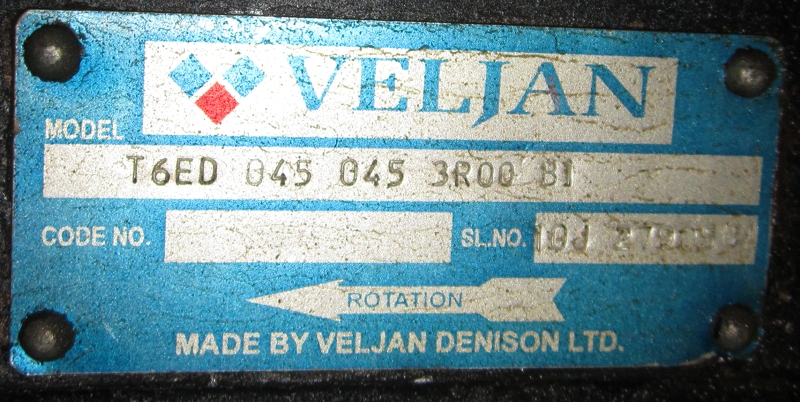 VELJAN
MODEL
T6ED 045 045 3R00 B1
CODE NO.
SL.NO.
ROTATION
MADE BY VELJAN DENISON LTD.